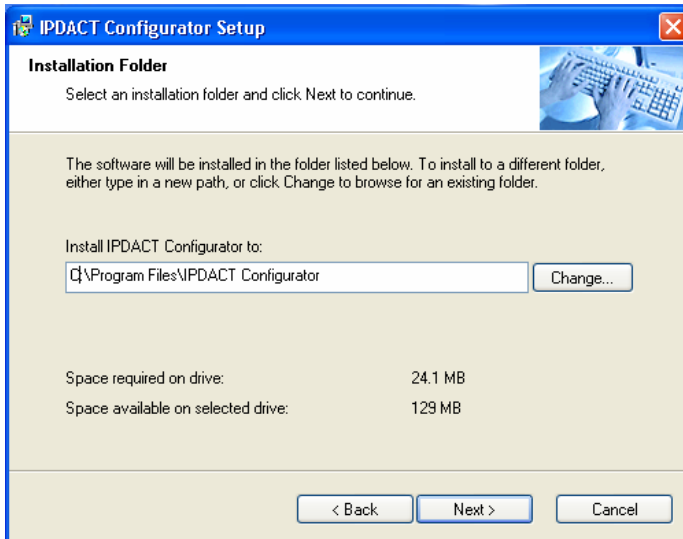 IPDACT Configurator Setup
Installation Folder
Select an installation folder and click Next to continue.
The software will be installed in the folder listed below. To install to a different folder,
either type in a new path, or click Change to browse for an existing folder.
Install IPDACT Configurator to:
C:\Program Files\IPDACT Configurator
Change...
Space required on drive: 24.1 MB
Space available on selected drive: 129 MB
< Back Next > Cancel